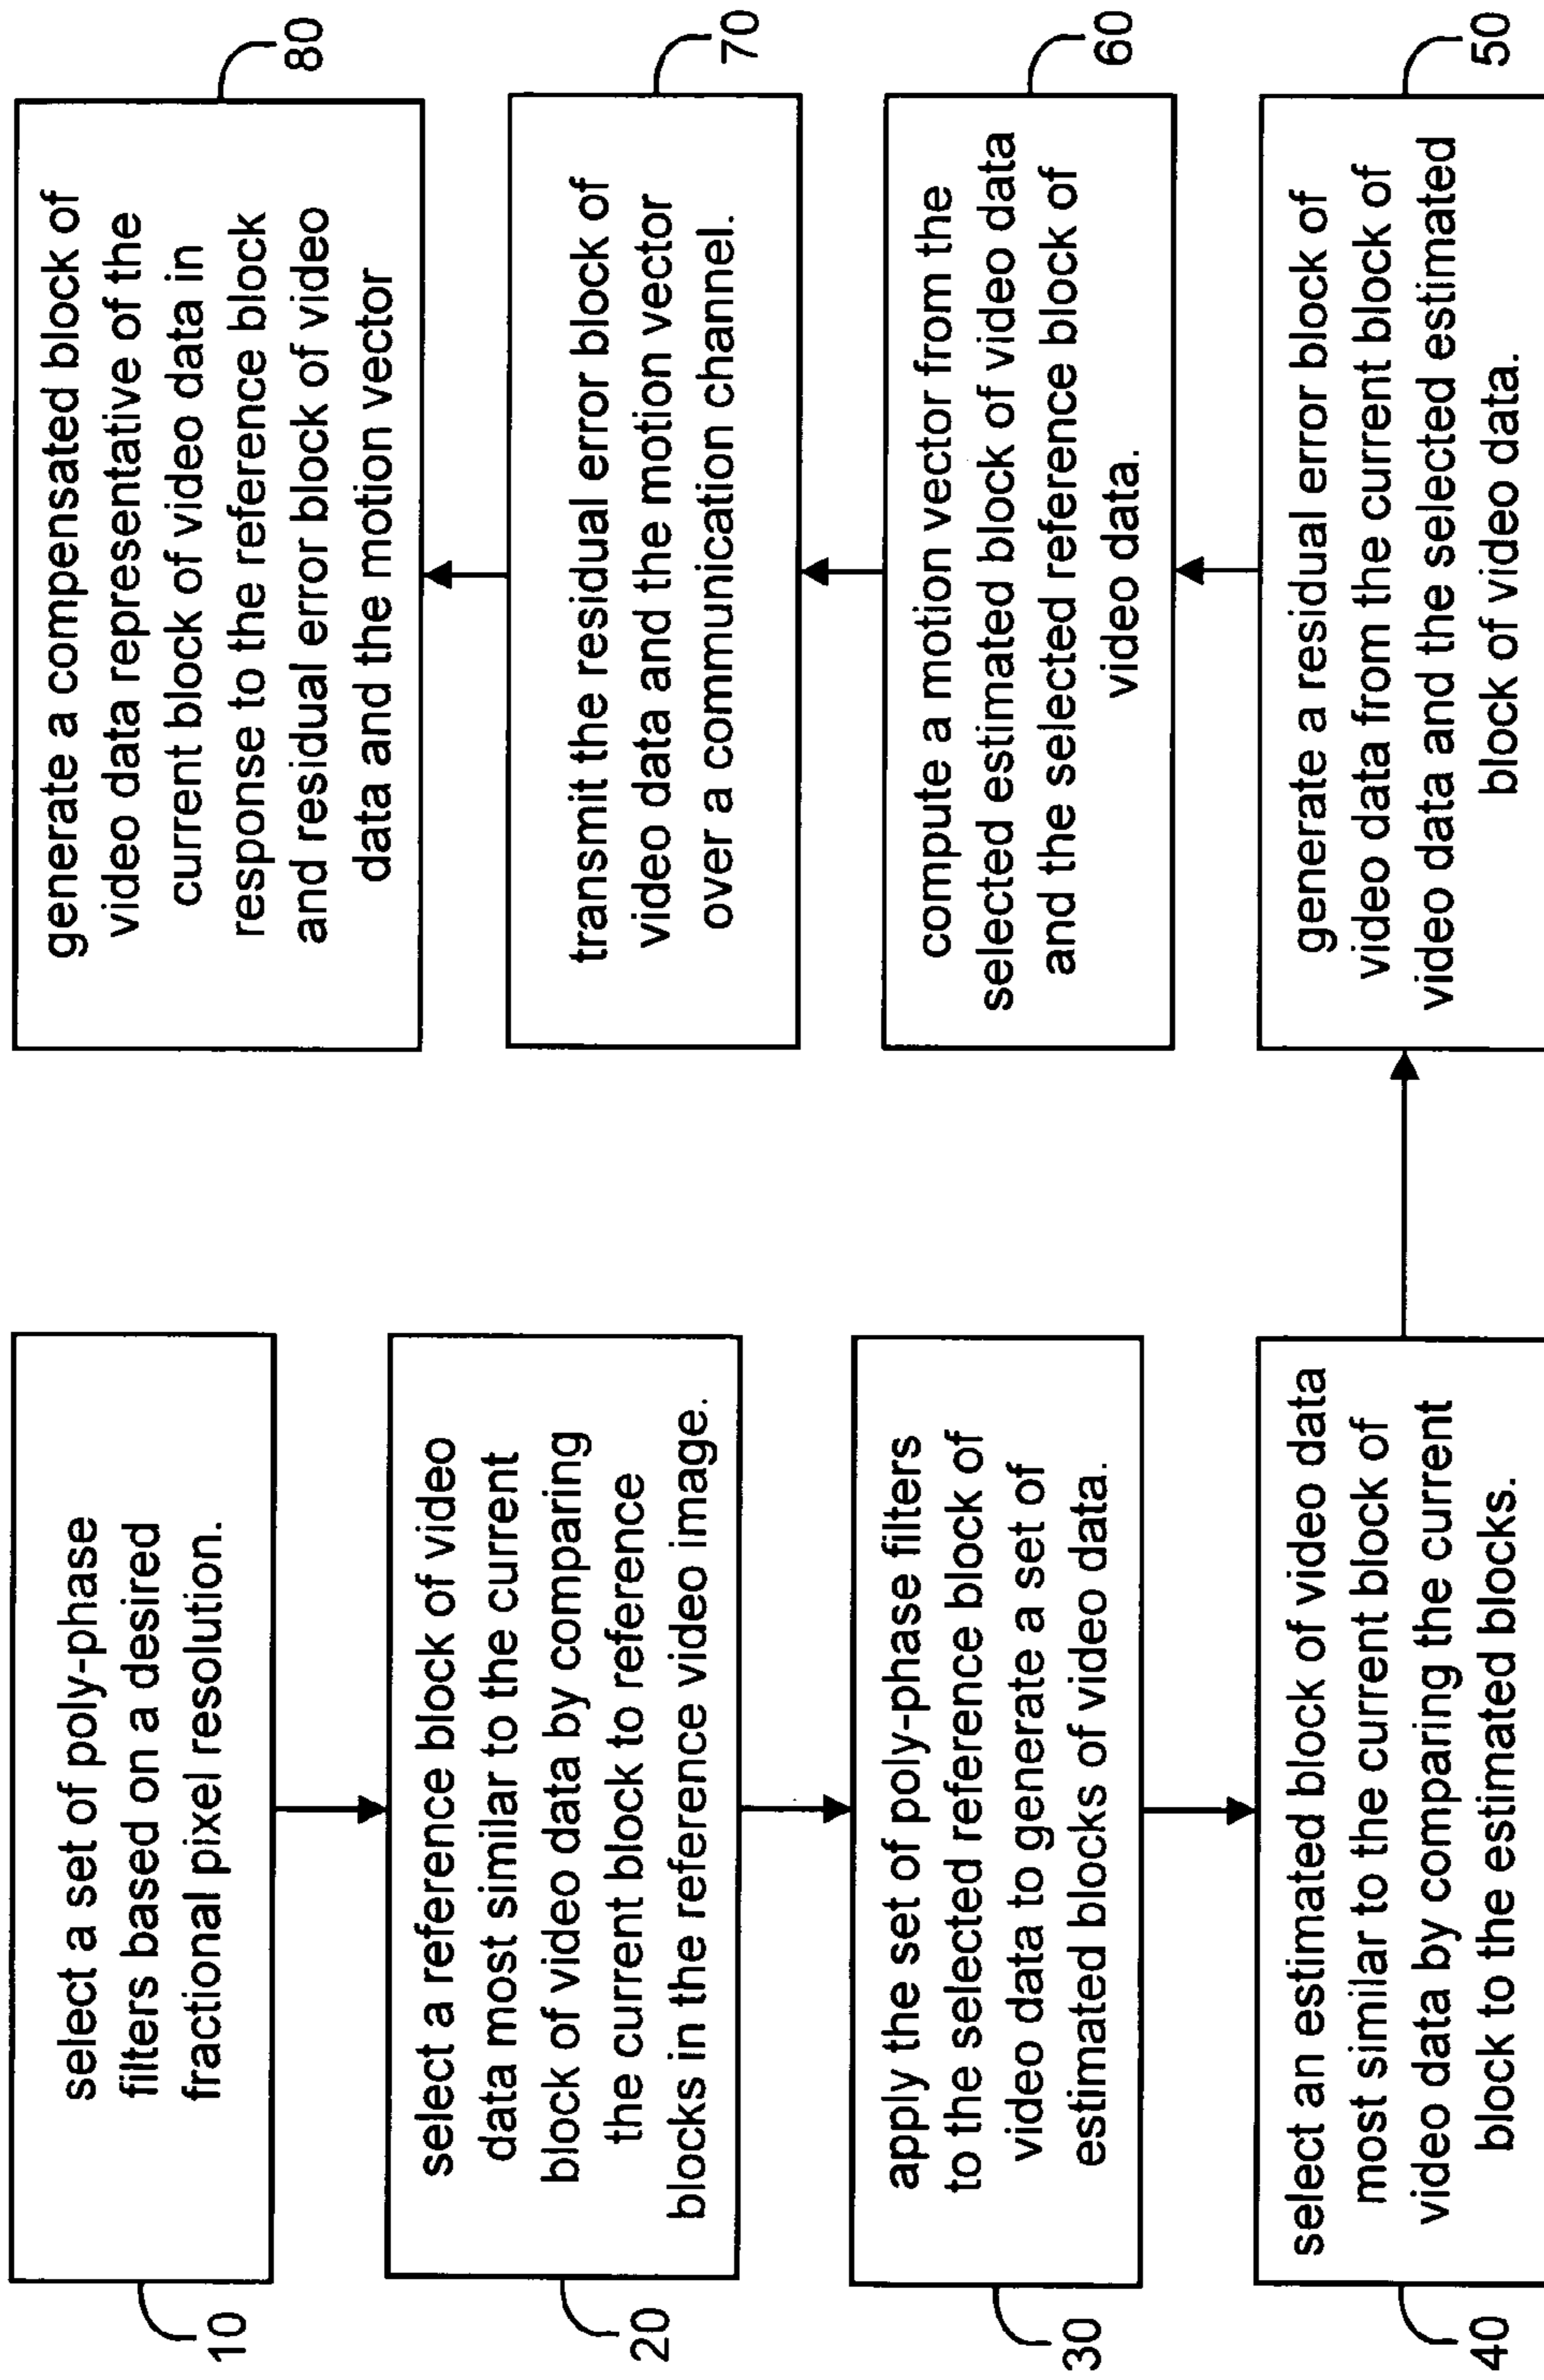 10
select a set of poly-phase
filters based on a desired
fractional pixel resolution.
20
select a reference block of video
data most similar to the current
block of video data by comparing
the current block to reference
blocks in the reference video image.
30
apply the set of poly-phase filters
to the selected reference block of
video data to generate a set of
estimated blocks of video data.
40
select an estimated block of video data
most similar to the current block of
video data by comparing the current
block to the estimated blocks.
50
generate a residual error block of
video data from the current block of
video data and the selected estimated
block of video data.
60
compute a motion vector from the
selected estimated block of video data
and the selected reference block of
video data.
70
transmit the residual error block of
video data and the motion vector
over a communication channel.
80
generate a compensated block of
video data representative of the
current block of video data in
response to the reference block
and residual error block of video
data and the motion vector